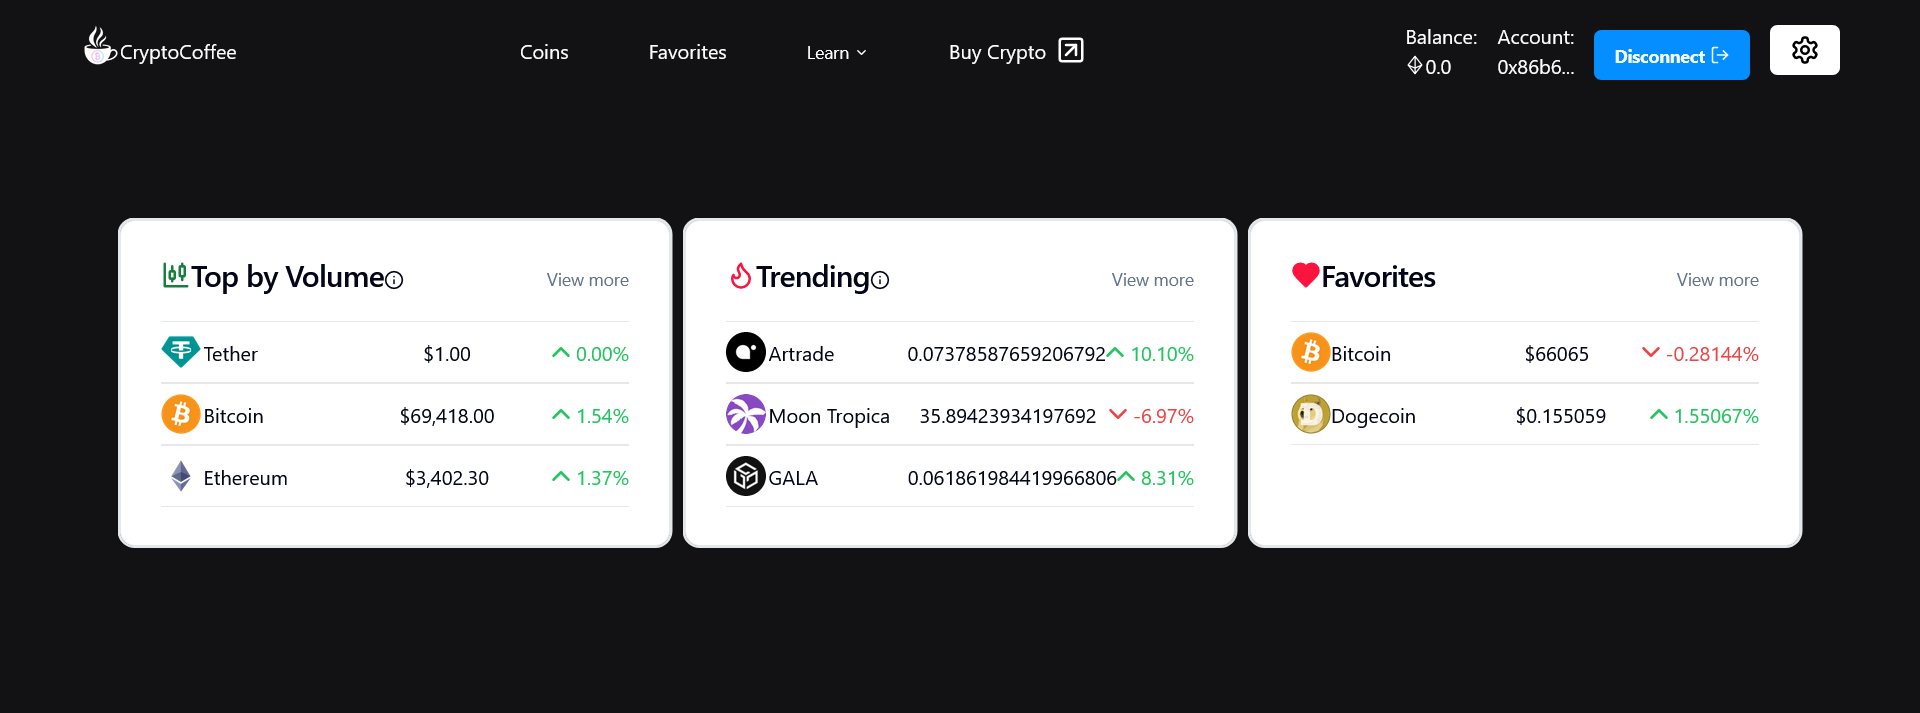 CryptoCoffee
Coins
Favorites
Learn
Buy Crypto
Balance:
0.0
Account:
0x86b6...
Disconnect
Top by Volume
View more
Tether $1.00 0.00%
Bitcoin $69,418.00 1.54%
Ethereum $3,402.30 1.37%
Trending
View more
Artrade 0.07378587659206792 10.10%
Moon Tropica 35.89423934197692 -6.97%
GALA 0.061861984419966806 8.31%
Favorites
View more
Bitcoin $66065 -0.28144%
Dogecoin $0.155059 1.55067%